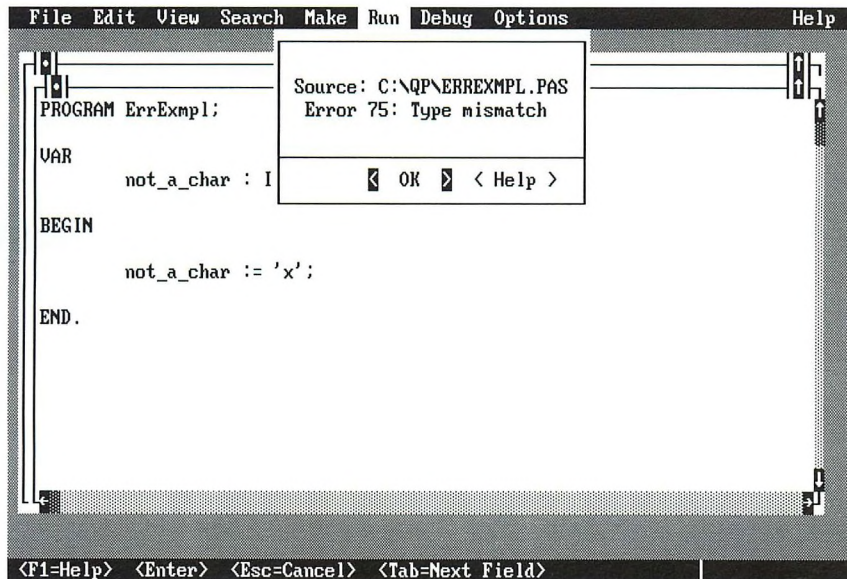 File Edit View Search Make Run Debug Options Help
Source: C:\QP\ERREXMPL.PAS
Error 75: Type mismatch
< OK > < Help >
PROGRAM ErrExmpl;
VAR
not_a_char : I
BEGIN
not_a_char := 'x';
END.
<F1=Help> <Enter> <Esc=Cancel> <Tab=Next Field>